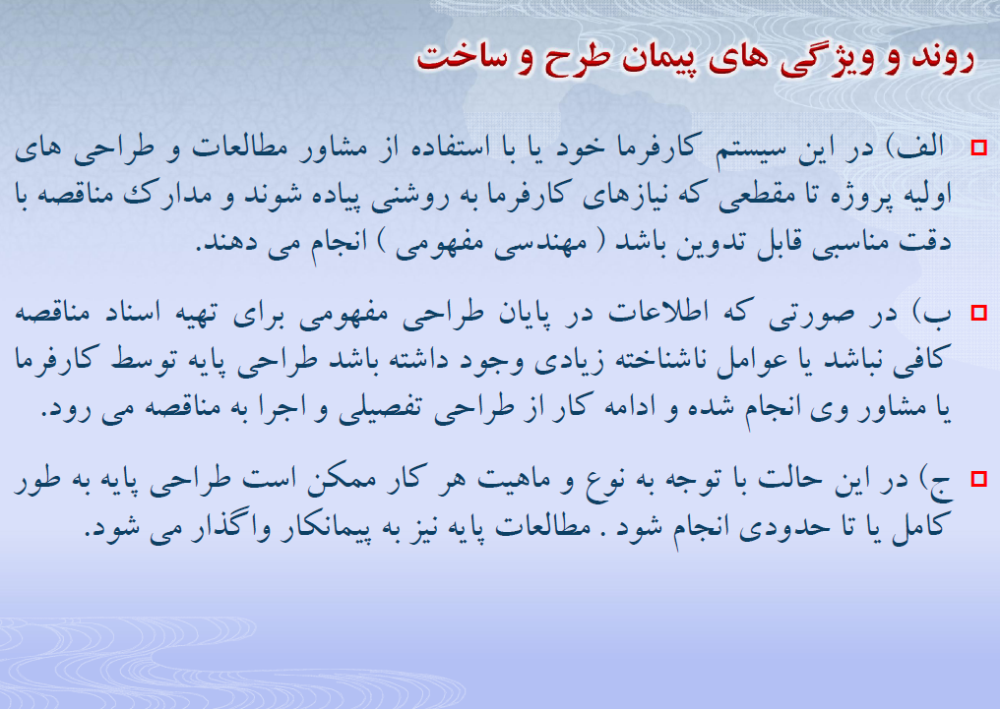 روند و ویژگی های پیمان طرح و ساخت
الف) در این سیستم کارفرما خود یا با استفاده از مشاور مطالعات و طراحی های
اولیه پروژه تا مقطعی که نیازهای کارفرما به روشنی پیاده شوند و مدارک مناقصه با
دقت مناسبی قابل تدوین باشد ( مهندسی مفهومی ) انجام می دهند.
ب) در صورتی که اطلاعات در پایان طراحی مفهومی برای تهیه اسناد مناقصه
کافی نباشد یا عوامل ناشناخته زیادی وجود داشته باشد طراحی پایه توسط کارفرما
یا مشاور وی انجام شده و ادامه کار از طراحی تفصیلی و اجرا به مناقصه می رود.
ج) در این حالت با توجه به نوع و ماهیت هر کار ممکن است طراحی پایه به طور
کامل یا تا حدودی انجام شود . مطالعات پایه نیز به پیمانکار واگذار می شود.